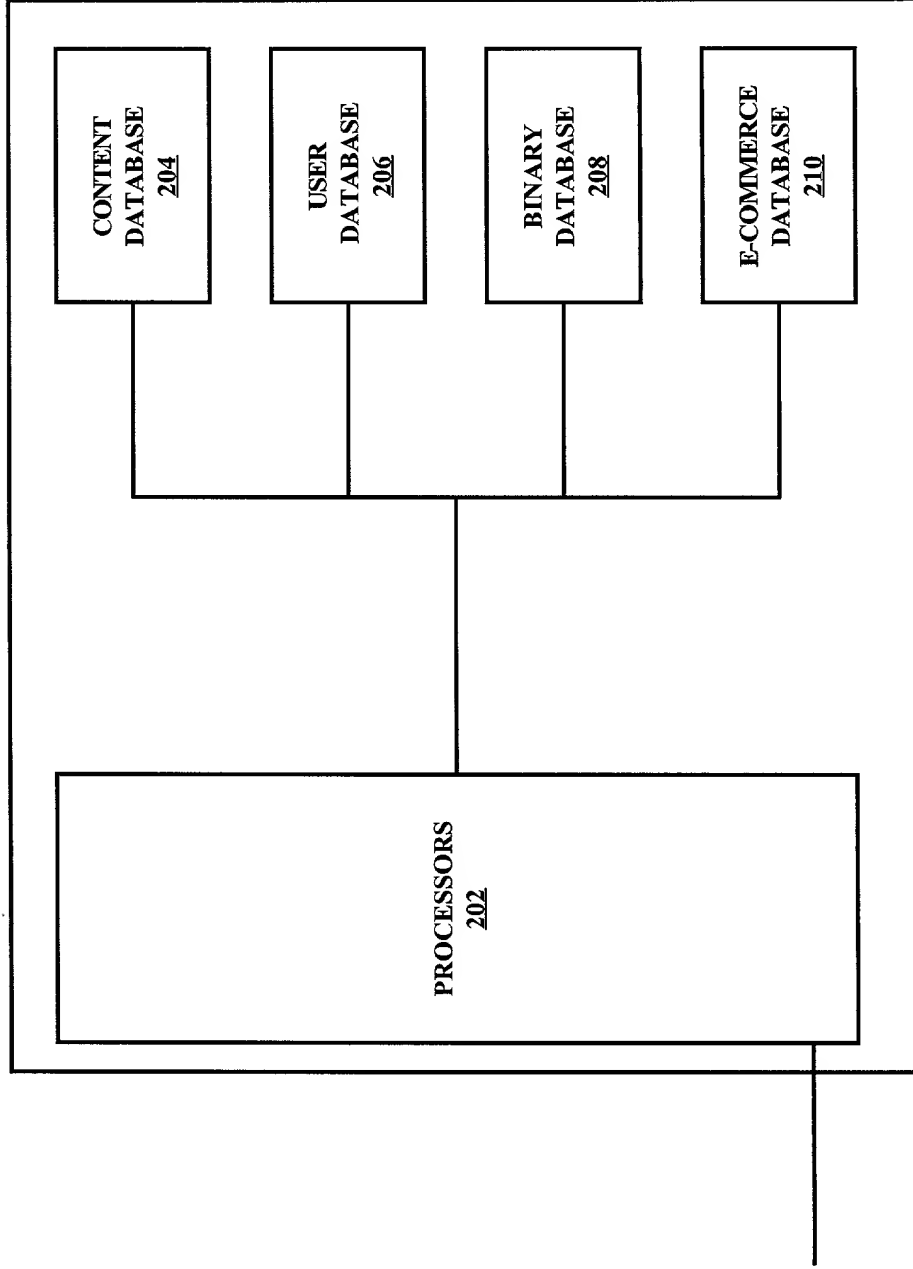 CONTENT
DATABASE
204
USER
DATABASE
206
BINARY
DATABASE
208
E-COMMERCE
DATABASE
210
PROCESSORS
202